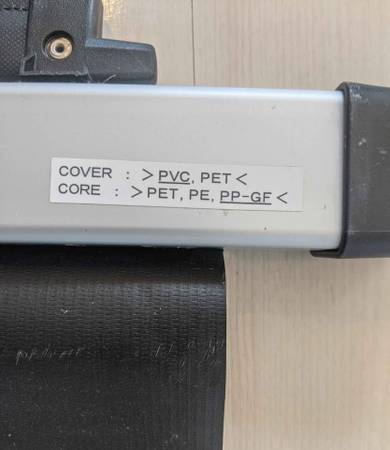 COVER : >PVC, PET<
CORE : >PET, PE, PP-GF<